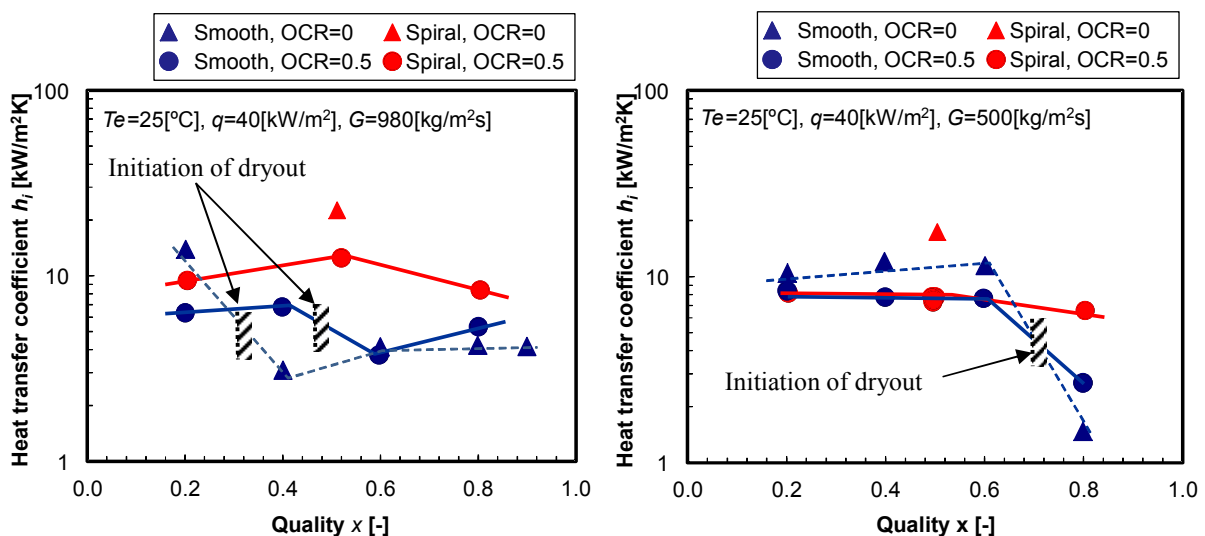 Smooth, OCR=0 Spiral, OCR=0
Smooth, OCR=0.5 Spiral, OCR=0.5
Heat transfer coefficient hᵢ [kW/m²K]
100
10
1
Te=25[ºC], q=40[kW/m²], G=980[kg/m²s]
Initiation of dryout
0.0 0.2 0.4 0.6 0.8 1.0
Quality x [-]
Smooth, OCR=0 Spiral, OCR=0
Smooth, OCR=0.5 Spiral, OCR=0.5
Heat transfer coefficient hᵢ [kW/m²K]
100
10
1
Te=25[ºC], q=40[kW/m²], G=500[kg/m²s]
Initiation of dryout
0.0 0.2 0.4 0.6 0.8 1.0
Quality x [-]